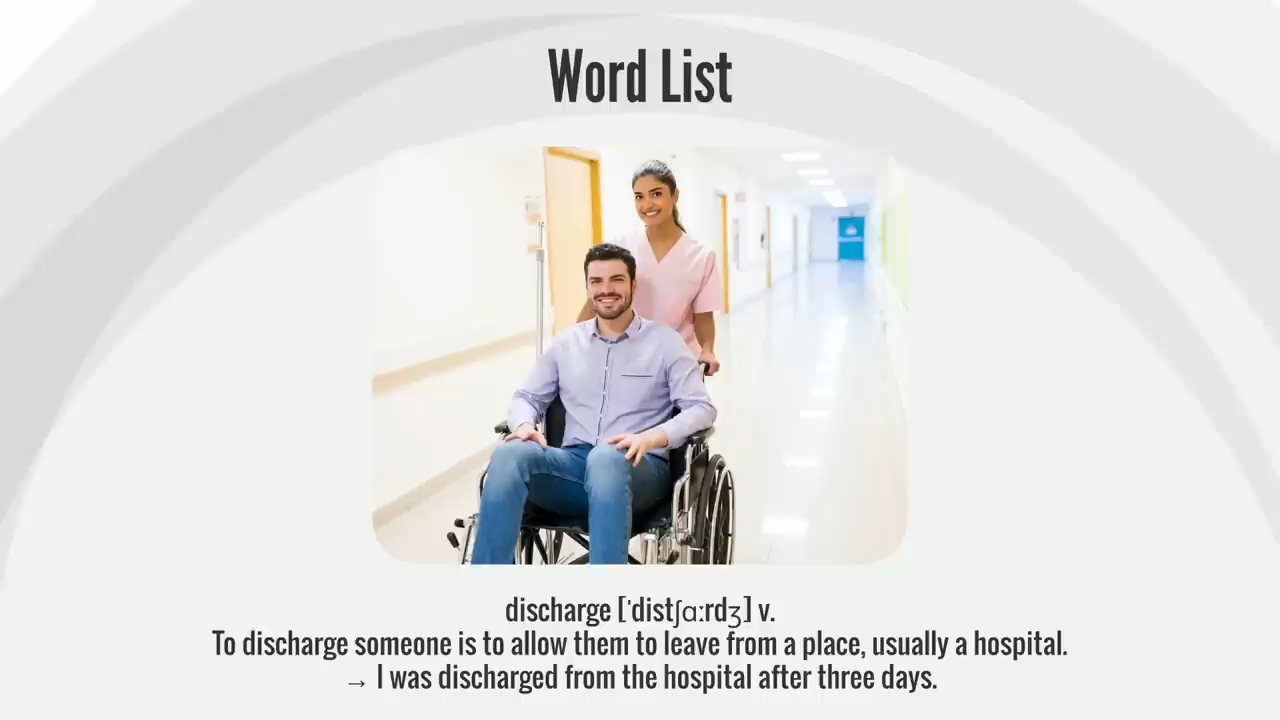 Word List
discharge [ˈdistʃɑːrdʒ] v.
To discharge someone is to allow them to leave from a place, usually a hospital.
→ I was discharged from the hospital after three days.